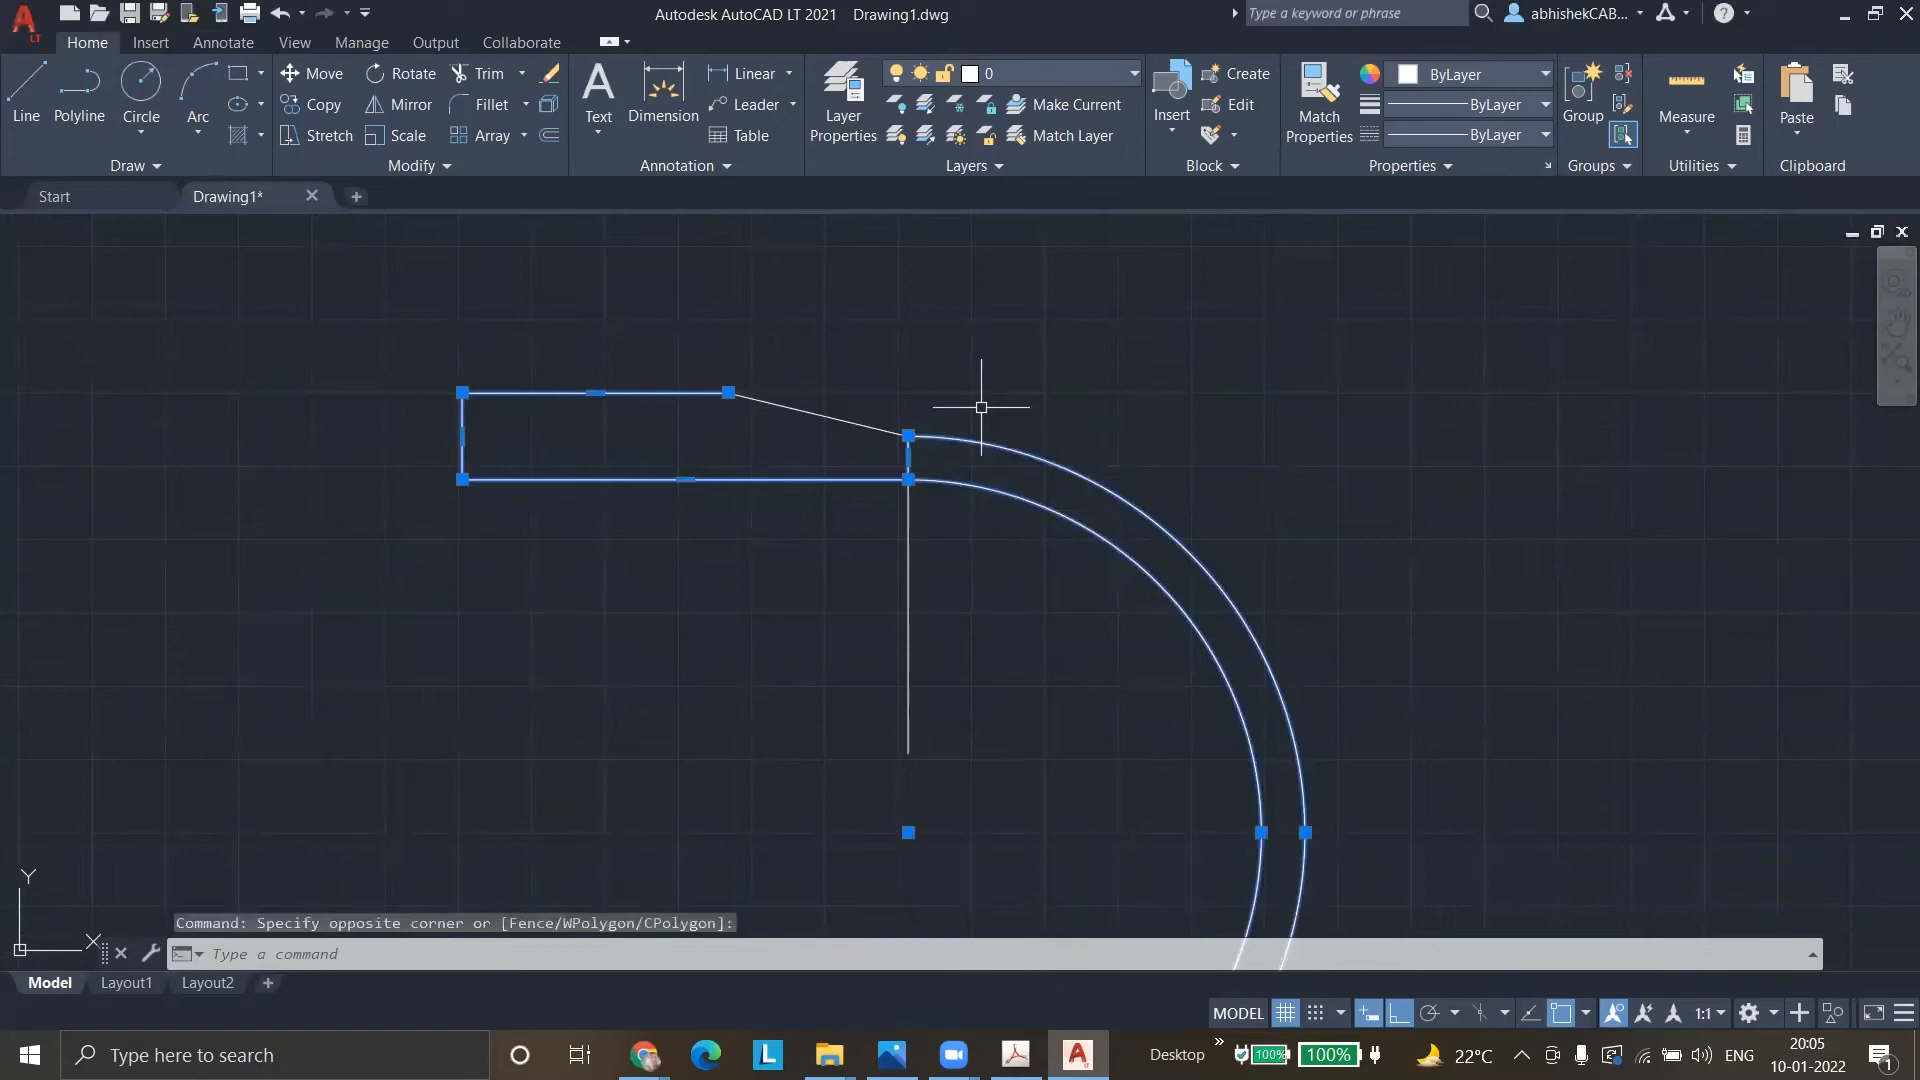 LT
Autodesk AutoCAD LT 2021 Drawing1.dwg
Type a keyword or phrase
abhishekCAB...
Home Insert Annotate View Manage Output Collaborate
Line Polyline Circle Arc
Move Rotate Trim
Copy Mirror Fillet
Stretch Scale Array
Text Dimension
Linear
Leader
Table
Layer Properties
0
Make Current
Match Layer
Insert
Create
Edit
Match Properties
ByLayer
ByLayer
ByLayer
Group
Measure
Paste
Draw Modify Annotation Layers Block Properties Groups Utilities Clipboard
Start Drawing1*
Y
X
Command: Specify opposite corner or [Fence/WPolygon/CPolygon]:
Type a command
Model Layout1 Layout2
MODEL 1:1
Type here to search
Desktop
100%
100%
22°C
ENG
20:05
10-01-2022
1